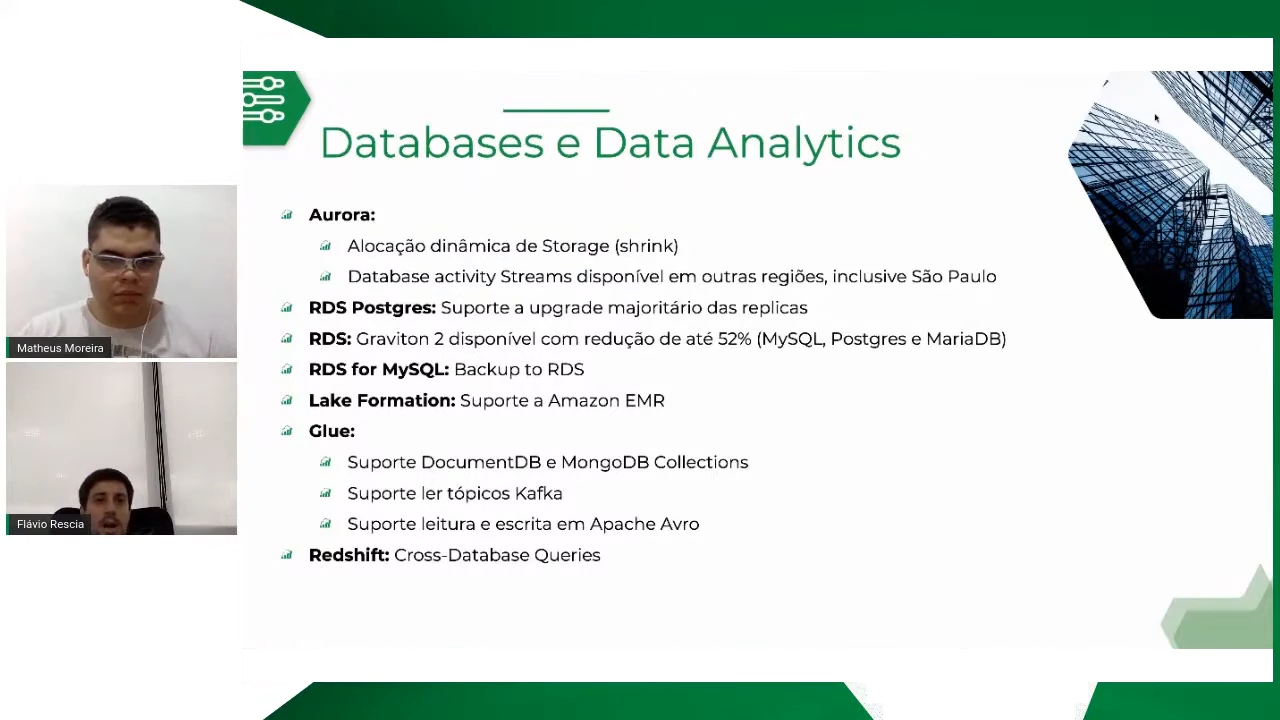 Databases e Data Analytics
Aurora:
Alocação dinâmica de Storage (shrink)
Database activity Streams disponível em outras regiões, inclusive São Paulo
RDS Postgres: Suporte a upgrade majoritário das replicas
RDS: Graviton 2 disponível com redução de até 52% (MySQL, Postgres e MariaDB)
RDS for MySQL: Backup to RDS
Lake Formation: Suporte a Amazon EMR
Glue:
Suporte DocumentDB e MongoDB Collections
Suporte ler tópicos Kafka
Suporte leitura e escrita em Apache Avro
Redshift: Cross-Database Queries
Matheus Moreira
Flávio Rescia